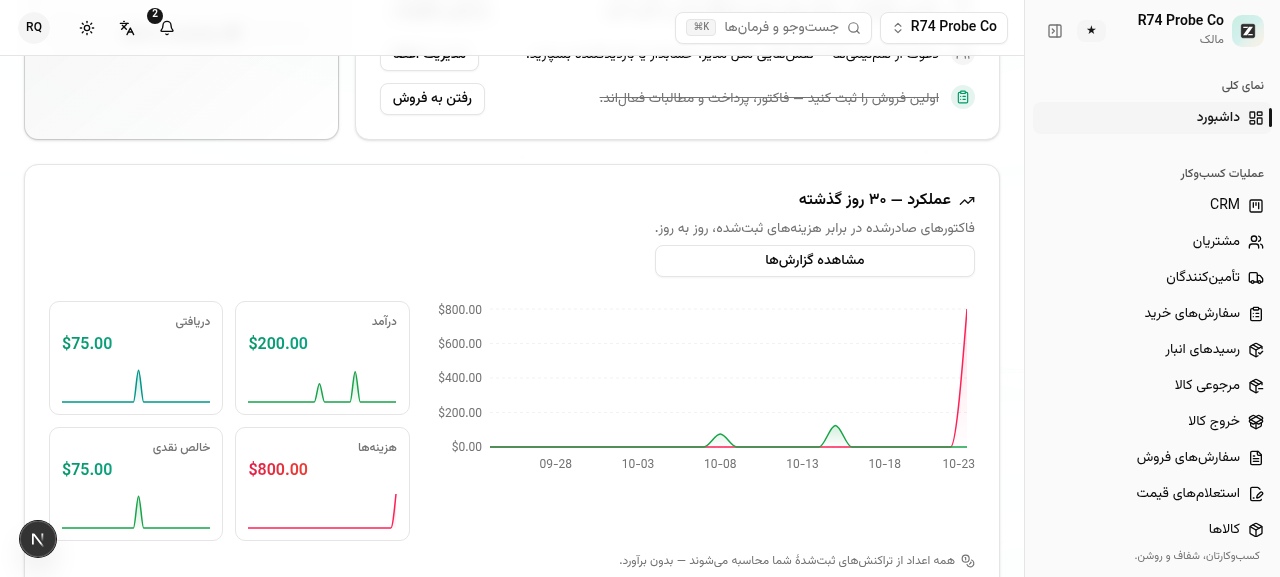 R74 Probe Co
مالک
★
نمای کلی
داشبورد
عملیات کسب‌وکار
CRM
مشتریان
تأمین‌کنندگان
سفارش‌های خرید
رسیدهای انبار
مرجوعی کالا
خروج کالا
سفارش‌های فروش
استعلام‌های قیمت
کالاها
کسب‌وکارتان، شفاف و روشن.
R74 Probe Co
جست‌وجو و فرمان‌ها
⌘K
2
RQ
اولین فروش را ثبت کنید — فاکتور، پرداخت و مطالبات فعال‌اند.
رفتن به فروش
عملکرد — ۳۰ روز گذشته
فاکتورهای صادرشده در برابر هزینه‌های ثبت‌شده، روز به روز.
مشاهده گزارش‌ها
$800.00
$600.00
$400.00
$200.00
$0.00
09-28
10-03
10-08
10-13
10-18
10-23
درآمد
$200.00
دریافتی
$75.00
هزینه‌ها
$800.00
خالص نقدی
$75.00
همه اعداد از تراکنش‌های ثبت‌شدهٔ شما محاسبه می‌شوند — بدون برآورد.